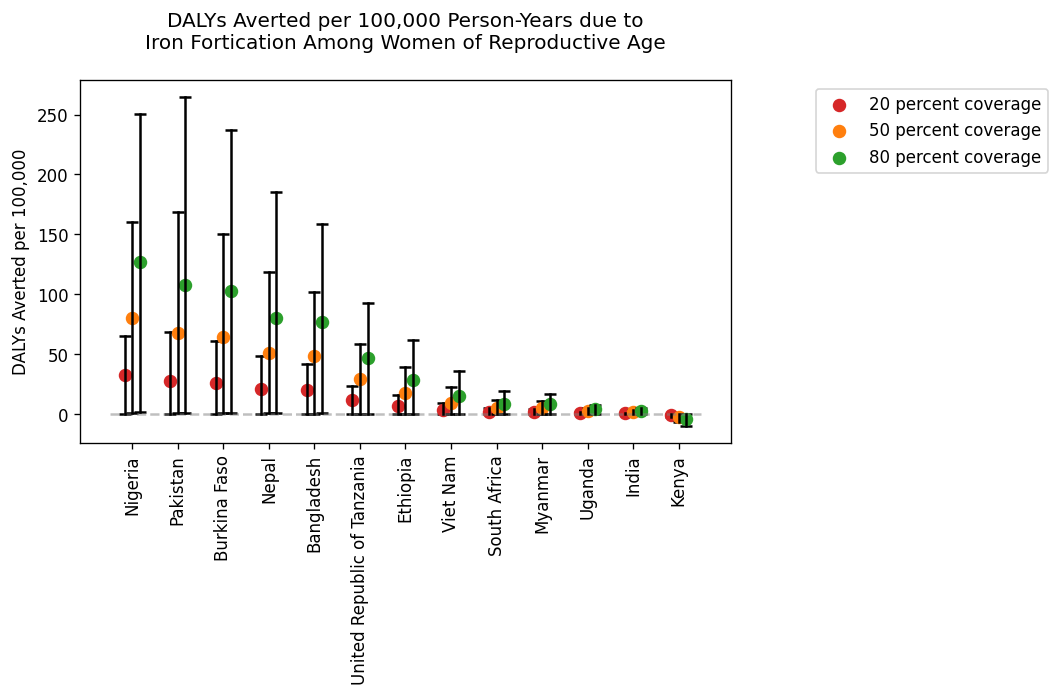 DALYs Averted per 100,000 Person-Years due to
Iron Fortication Among Women of Reproductive Age
DALYs Averted per 100,000
250
200
150
100
50
0
Nigeria
Pakistan
Burkina Faso
Nepal
Bangladesh
United Republic of Tanzania
Ethiopia
Viet Nam
South Africa
Myanmar
Uganda
India
Kenya
20 percent coverage
50 percent coverage
80 percent coverage